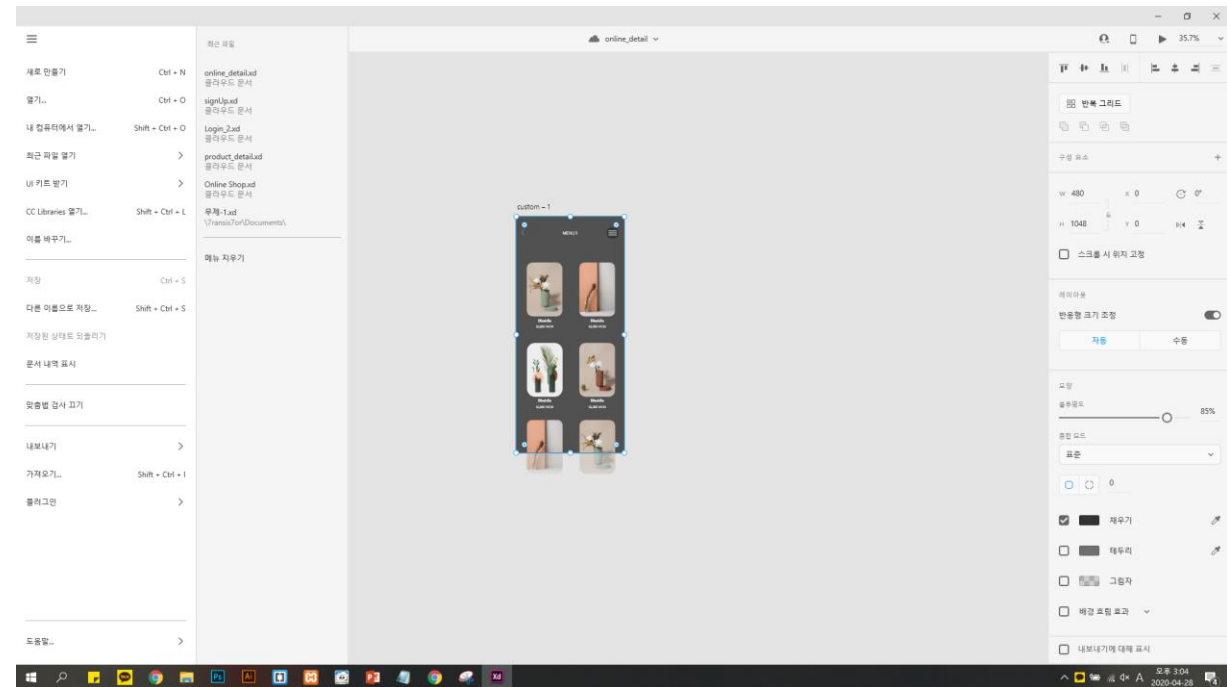 online_detail
35.7%
최근 파일
새로 만들기 Ctrl + N
열기... Ctrl + O
내 컴퓨터에서 열기... Shift + Ctrl + O
최근 파일 열기
UI 키트 받기
CC Libraries 열기... Shift + Ctrl + L
이름 바꾸기...
저장 Ctrl + S
다른 이름으로 저장... Shift + Ctrl + S
저장된 상태로 되돌리기
문서 내역 표시
맞춤법 검사 끄기
내보내기
가져오기... Shift + Ctrl + I
플러그인
도움말...
online_detail.xd
클라우드 문서
signUp.xd
클라우드 문서
Login_2.xd
클라우드 문서
product_detail.xd
클라우드 문서
Online Shop.xd
클라우드 문서
무제-1.xd
\7ransis7or\Documents\
메뉴 지우기
custom – 1
MENU1
반복 그리드
구성 요소
W 480 X 0 0°
H 1048 Y 0
스크롤 시 위치 고정
레이아웃
반응형 크기 조정
자동 수동
모양
불투명도
85%
혼합 모드
표준
0
채우기
테두리
그림자
배경 흐림 효과
내보내기에 대해 표시
Ps Ai Xd
A 오후 3:04
2020-04-28